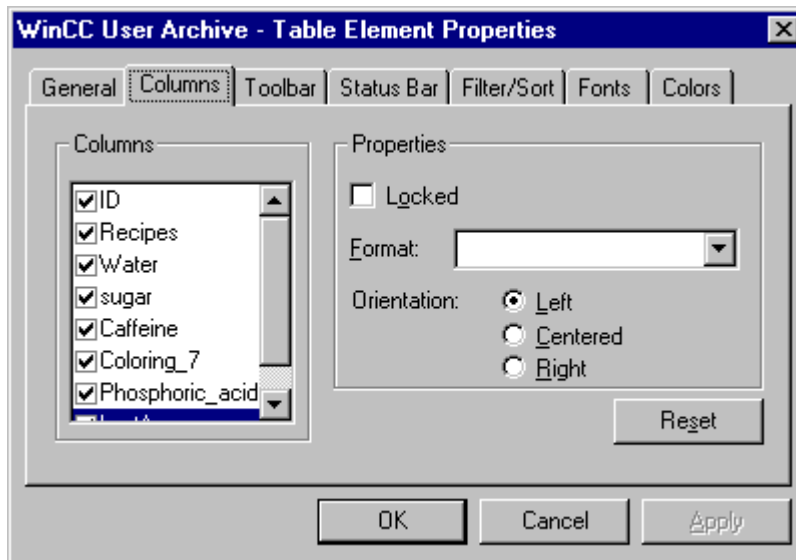 WinCC User Archive - Table Element Properties
General Columns Toolbar Status Bar Filter/Sort Fonts Colors
Columns
ID
Recipes
Water
sugar
Caffeine
Coloring_7
Phosphoric_acid
Properties
Locked
Format:
Orientation:
Left
Centered
Right
Reset
OK Cancel Apply